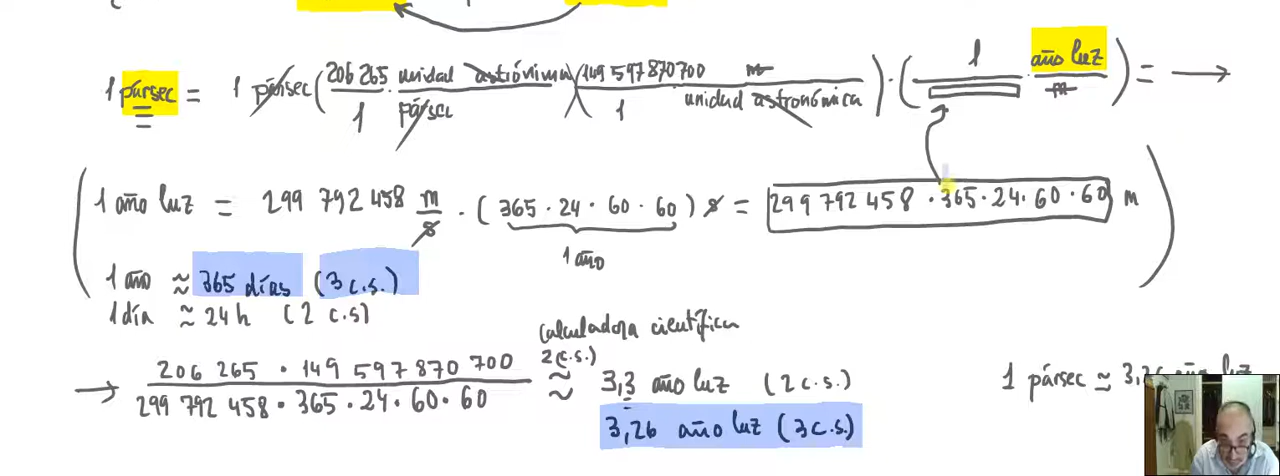 1 pársec = 1 pársec ( 206 265 / 1 · unidad astrónima / pársec ) ( 149 597 870 700 / 1 m / unidad astronómica ) · ( 1 / año luz / m ) = →
( 1 año luz = 299 792 458 m/s · ( 365 · 24 · 60 · 60 ) s = 299 792 458 · 365 · 24 · 60 · 60 m )
1 año
1 año ≈ 365 días (3 c.s.)
1 día ≈ 24 h (2 c.s)
calculadora científica
→ 206 265 · 149 597 870 700 / 299 792 458 · 365 · 24 · 60 · 60 ≈ 2(c.s.) 3,3 año luz (2 c.s.)
1 pársec ≈
3,26 año luz (3 c.s.)